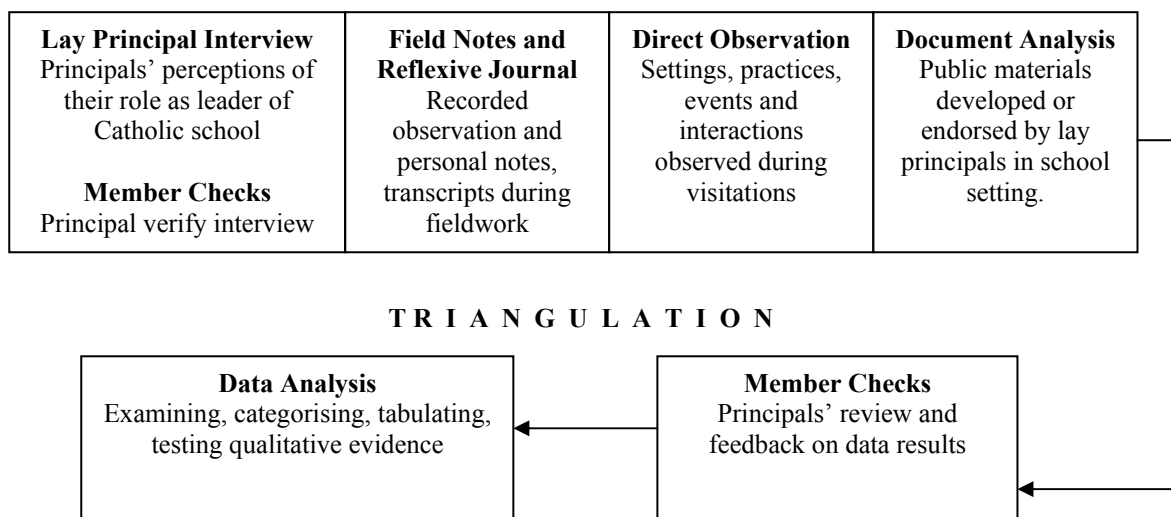 Lay Principal Interview
Principals' perceptions of
their role as leader of
Catholic school
Member Checks
Principal verify interview
Field Notes and
Reflexive Journal
Recorded
observation and
personal notes,
transcripts during
fieldwork
Direct Observation
Settings, practices,
events and
interactions
observed during
visitations
Document Analysis
Public materials
developed or
endorsed by lay
principals in school
setting.
TRIANGULATION
Data Analysis
Examining, categorising, tabulating,
testing qualitative evidence
Member Checks
Principals' review and
feedback on data results